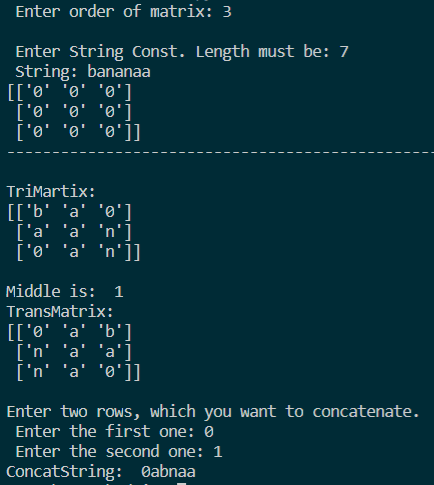 Enter order of matrix: 3
Enter String Const. Length must be: 7
String: bananaa
[['0' '0' '0']
['0' '0' '0']
['0' '0' '0']]
------------------------------------------------
TriMartix:
[['b' 'a' '0']
['a' 'a' 'n']
['0' 'a' 'n']]
Middle is:  1
TransMatrix:
[['0' 'a' 'b']
['n' 'a' 'a']
['n' 'a' '0']]
Enter two rows, which you want to concatenate.
Enter the first one: 0
Enter the second one: 1
ConcatString:  0abnaa